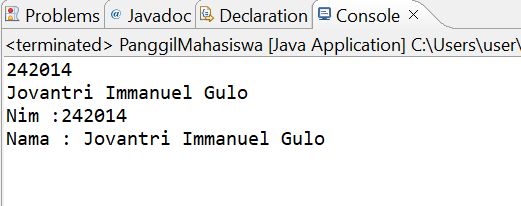 Problems @ Javadoc Declaration Console
<terminated> PanggilMahasiswa [Java Application] C:\Users\user\
242014
Jovantri Immanuel Gulo
Nim :242014
Nama : Jovantri Immanuel Gulo